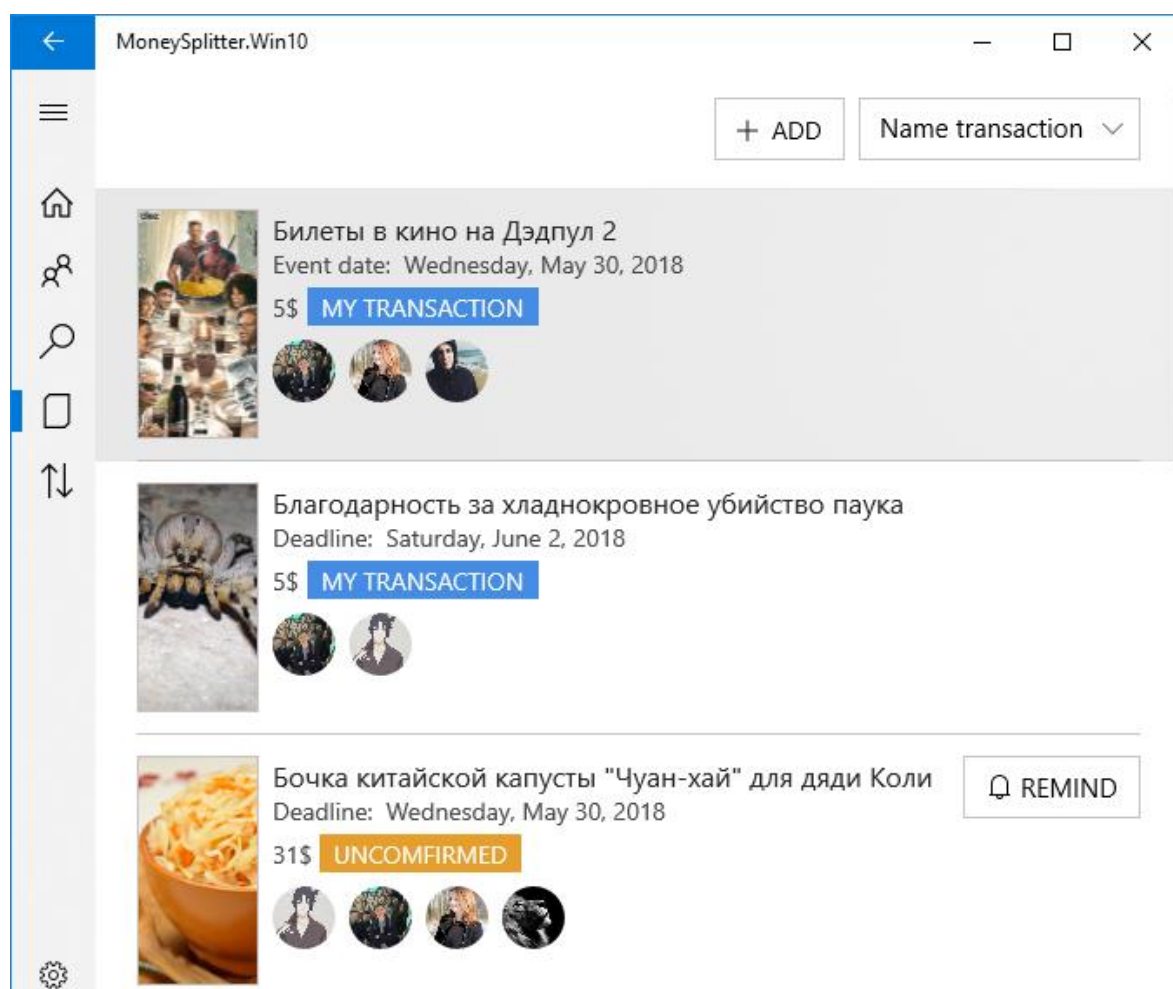 MoneySplitter.Win10
ADD
Name transaction
Билеты в кино на Дэдпул 2
Event date: Wednesday, May 30, 2018
5$ MY TRANSACTION
Благодарность за хладнокровное убийство паука
Deadline: Saturday, June 2, 2018
5$ MY TRANSACTION
Бочка китайской капусты "Чуан-хай" для дяди Коли
REMIND
Deadline: Wednesday, May 30, 2018
31$ UNCOMFIRMED